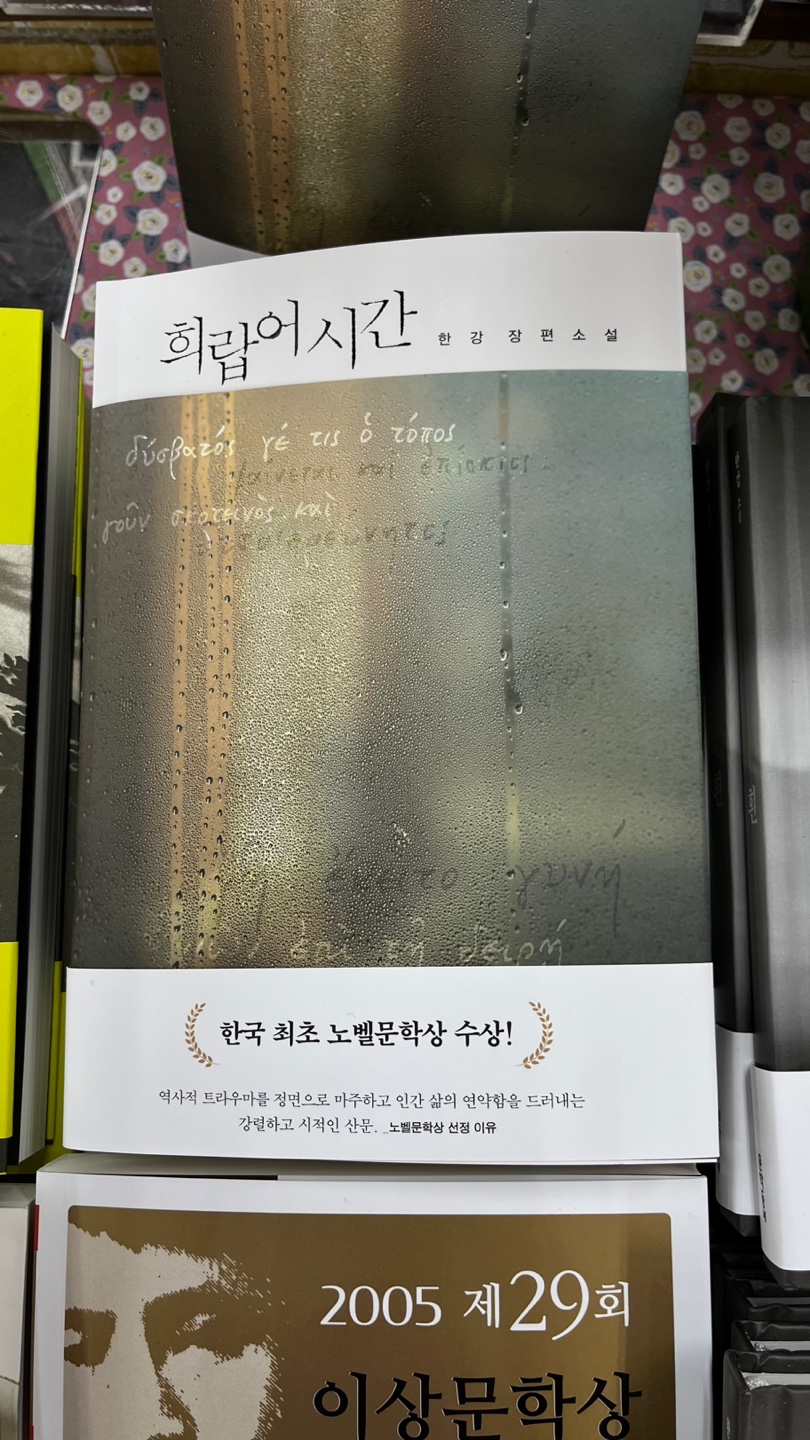 희랍어 시간 한강 장편소설
δύσβατός γέ τις ὁ τόπος
φαίνεται καὶ ἐπίσκιος.
γοῦν σκοτεινὸς καὶ
ἐπὶ
한국 최초 노벨문학상 수상!
역사적 트라우마를 정면으로 마주하고 인간 삶의 연약함을 드러내는
강렬하고 시적인 산문. _노벨문학상 선정 이유
2005 제29회
이상문학상